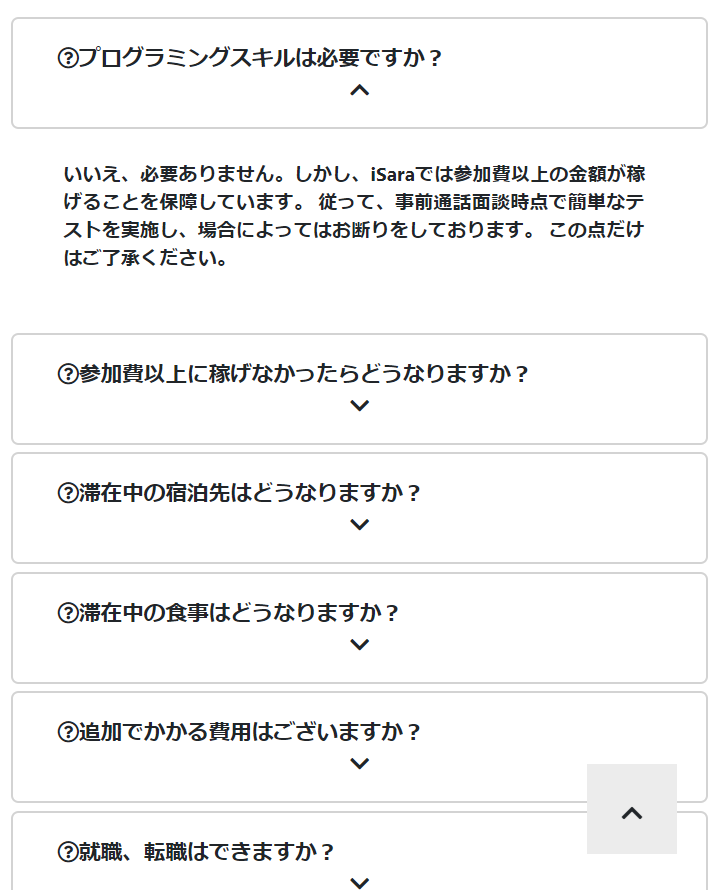 プログラミングスキルは必要ですか？
いいえ、必要ありません。しかし、iSaraでは参加費以上の金額が稼
げることを保障しています。 従って、事前通話面談時点で簡単なテ
ストを実施し、場合によってはお断りをしております。 この点だけ
はご了承ください。
参加費以上に稼げなかったらどうなりますか？
滞在中の宿泊先はどうなりますか？
滞在中の食事はどうなりますか？
追加でかかる費用はございますか？
就職、転職はできますか？